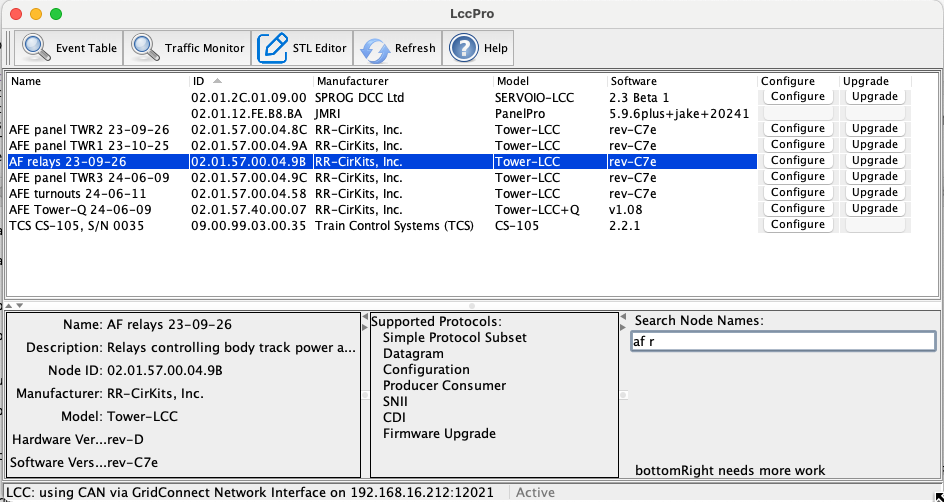 LccPro
Event Table Traffic Monitor STL Editor Refresh ? Help
Name ID Manufacturer Model Software Configure Upgrade
02.01.2C.01.09.00 SPROG DCC Ltd SERVOIO-LCC 2.3 Beta 1 Configure Upgrade
02.01.12.FE.B8.BA JMRI PanelPro 5.9.6plus+jake+20241
AFE panel TWR2 23-09-26 02.01.57.00.04.8C RR-CirKits, Inc. Tower-LCC rev-C7e Configure Upgrade
AFE panel TWR1 23-10-25 02.01.57.00.04.9A RR-CirKits, Inc. Tower-LCC rev-C7e Configure Upgrade
AF relays 23-09-26 02.01.57.00.04.9B RR-CirKits, Inc. Tower-LCC rev-C7e Configure Upgrade
AFE panel TWR3 24-06-09 02.01.57.00.04.9C RR-CirKits, Inc. Tower-LCC rev-C7e Configure Upgrade
AFE turnouts 24-06-11 02.01.57.00.04.58 RR-CirKits, Inc. Tower-LCC rev-C7e Configure Upgrade
AFE Tower-Q 24-06-09 02.01.57.40.00.07 RR-CirKits, Inc. Tower-LCC+Q v1.08 Configure Upgrade
TCS CS-105, S/N 0035 09.00.99.03.00.35 Train Control Systems (TCS) CS-105 2.2.1 Configure
Name: AF relays 23-09-26
Description: Relays controlling body track power a...
Node ID: 02.01.57.00.04.9B
Manufacturer: RR-CirKits, Inc.
Model: Tower-LCC
Hardware Ver...rev-D
Software Vers...rev-C7e
Supported Protocols:
Simple Protocol Subset
Datagram
Configuration
Producer Consumer
SNII
CDI
Firmware Upgrade
Search Node Names:
af r
bottomRight needs more work
LCC: using CAN via GridConnect Network Interface on 192.168.16.212:12021 Active